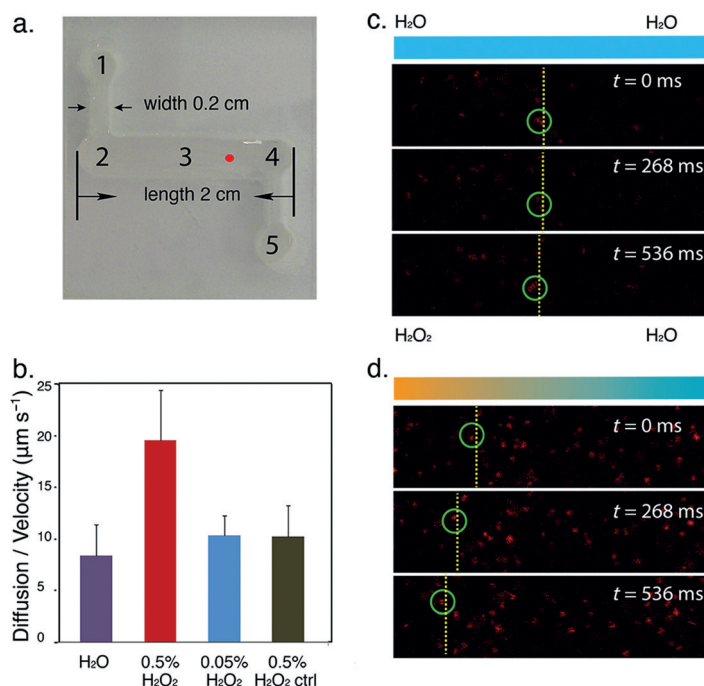 a.
1
width 0.2 cm
2
3
4
length 2 cm
5
b.
Diffusion / Velocity (μm s⁻¹)
25
20
15
10
5
0
H₂O
0.5%
H₂O₂
0.05%
H₂O₂
0.5%
H₂O₂ ctrl
c.
H₂O H₂O
t = 0 ms
t = 268 ms
t = 536 ms
H₂O₂ H₂O
d.
t = 0 ms
t = 268 ms
t = 536 ms